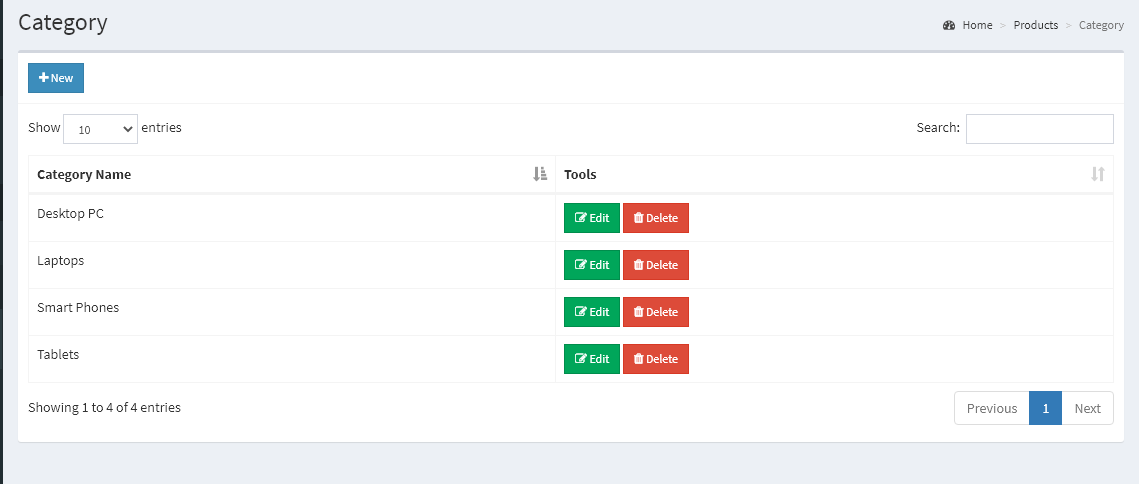 Category
Home > Products > Category
New
Show 10 entries
Search:
Category Name Tools
Desktop PC Edit Delete
Laptops Edit Delete
Smart Phones Edit Delete
Tablets Edit Delete
Showing 1 to 4 of 4 entries
Previous 1 Next